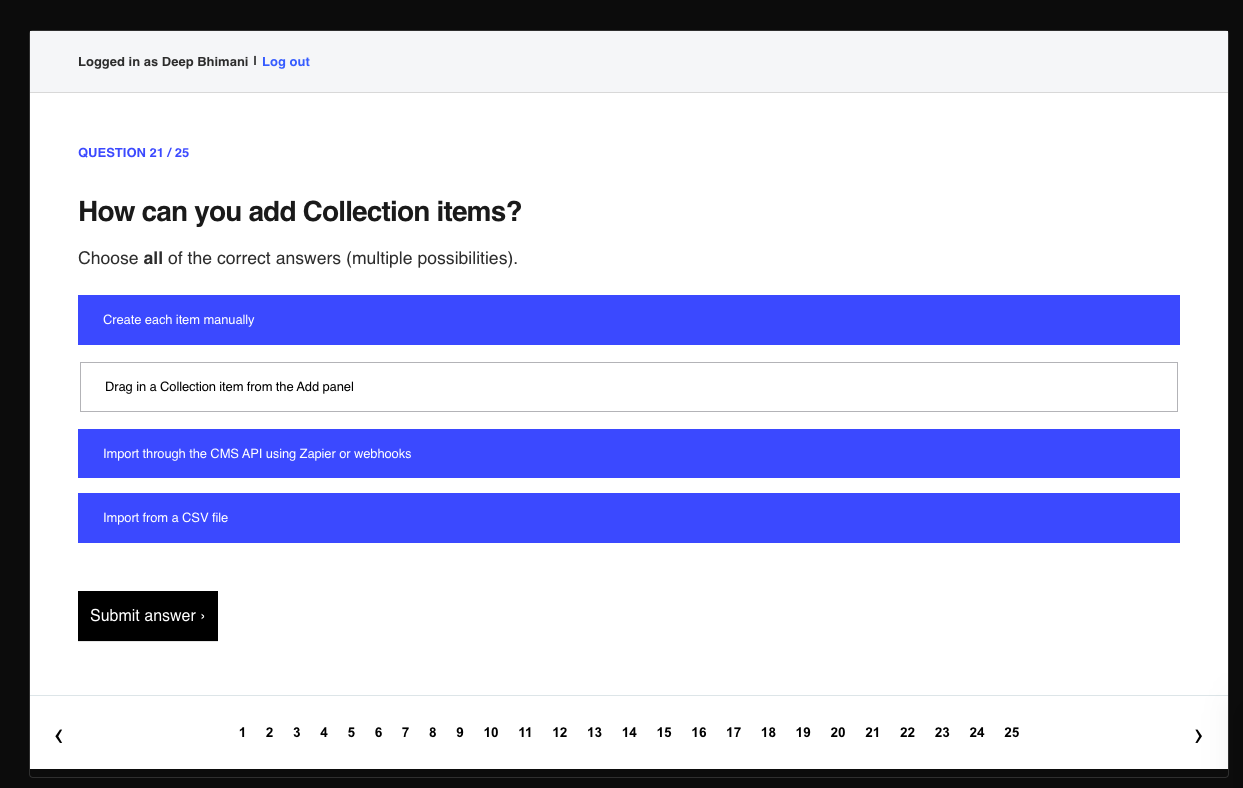 Logged in as Deep Bhimani | Log out
QUESTION 21 / 25
How can you add Collection items?
Choose all of the correct answers (multiple possibilities).
Create each item manually
Drag in a Collection item from the Add panel
Import through the CMS API using Zapier or webhooks
Import from a CSV file
Submit answer ›
‹ 1 2 3 4 5 6 7 8 9 10 11 12 13 14 15 16 17 18 19 20 21 22 23 24 25 ›